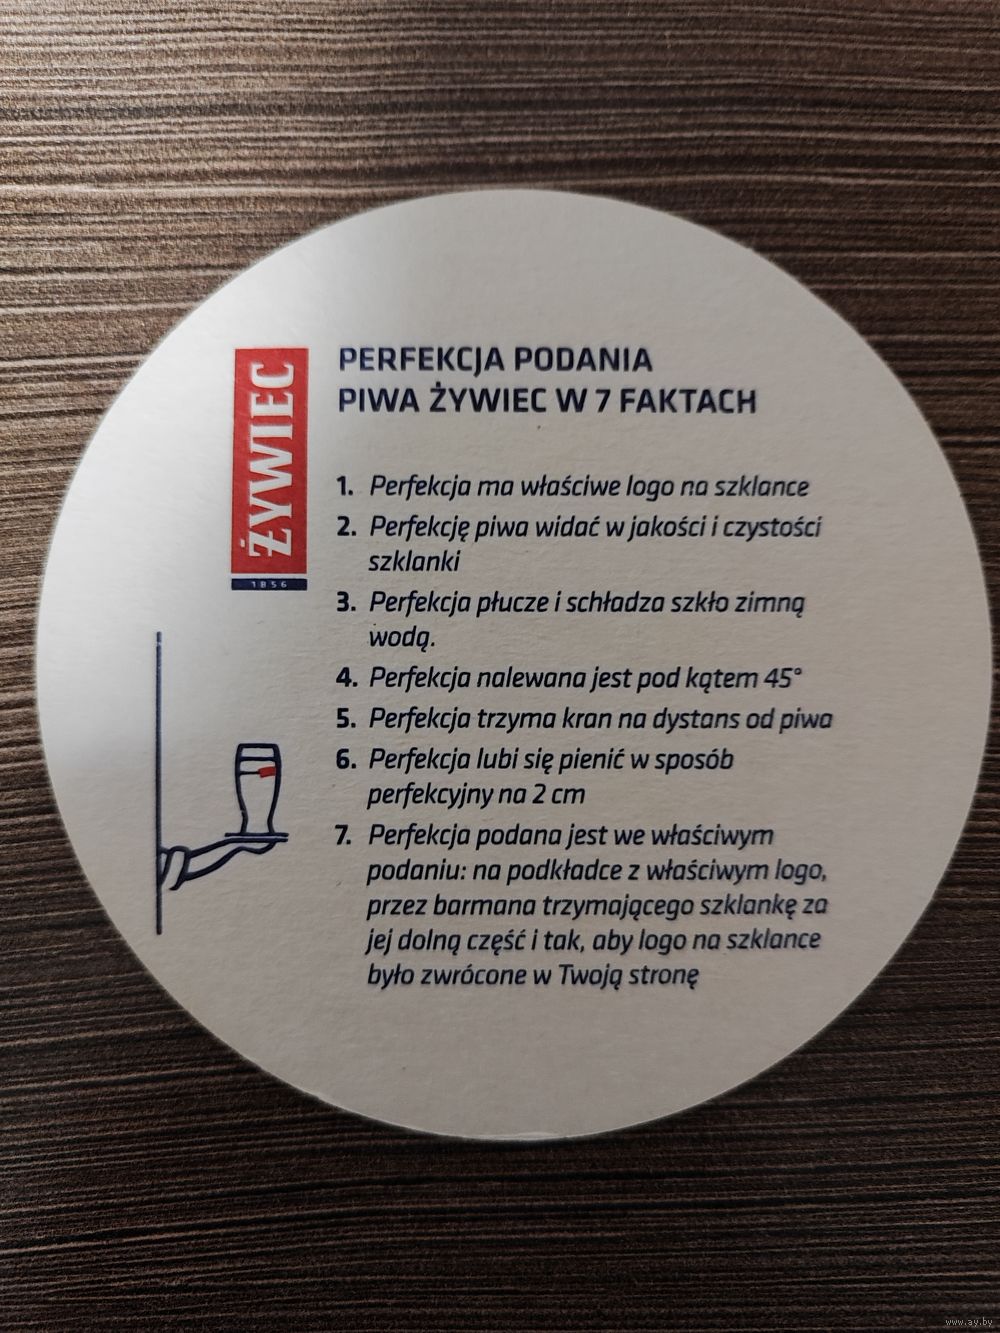 ŻYWIEC
1856
PERFEKCJA PODANIA
PIWA ŻYWIEC W 7 FAKTACH
1. Perfekcja ma właściwe logo na szklance
2. Perfekcję piwa widać w jakości i czystości
szklanki
3. Perfekcja płucze i schładza szkło zimną
wodą.
4. Perfekcja nalewana jest pod kątem 45°
5. Perfekcja trzyma kran na dystans od piwa
6. Perfekcja lubi się pienić w sposób
perfekcyjny na 2 cm
7. Perfekcja podana jest we właściwym
podaniu: na podkładce z właściwym logo,
przez barmana trzymającego szklankę za
jej dolną część i tak, aby logo na szklance
było zwrócone w Twoją stronę
www.ay.by